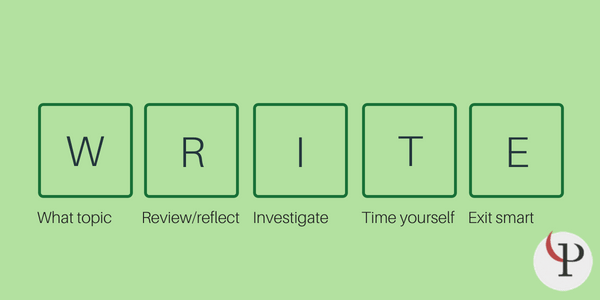 W R I T E
What topic Review/reflect Investigate Time yourself Exit smart
P